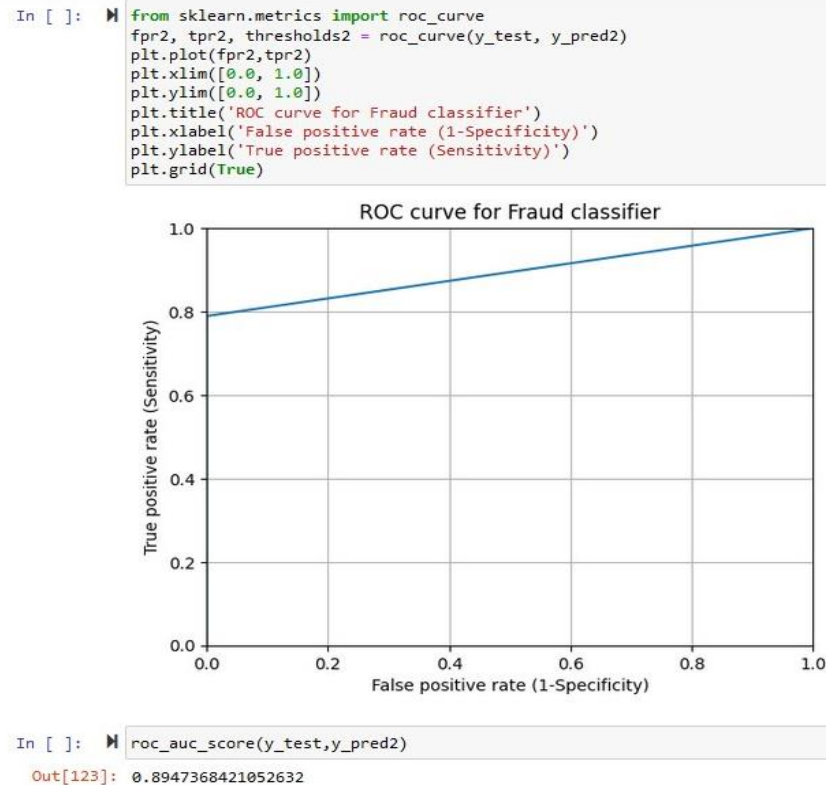 In [ ]: from sklearn.metrics import roc_curve
fpr2, tpr2, thresholds2 = roc_curve(y_test, y_pred2)
plt.plot(fpr2,tpr2)
plt.xlim([0.0, 1.0])
plt.ylim([0.0, 1.0])
plt.title('ROC curve for Fraud classifier')
plt.xlabel('False positive rate (1-Specificity)')
plt.ylabel('True positive rate (Sensitivity)')
plt.grid(True)
ROC curve for Fraud classifier
True positive rate (Sensitivity)
1.0
0.8
0.6
0.4
0.2
0.0
0.0 0.2 0.4 0.6 0.8 1.0
False positive rate (1-Specificity)
In [ ]: roc_auc_score(y_test,y_pred2)
Out[123]: 0.8947368421052632